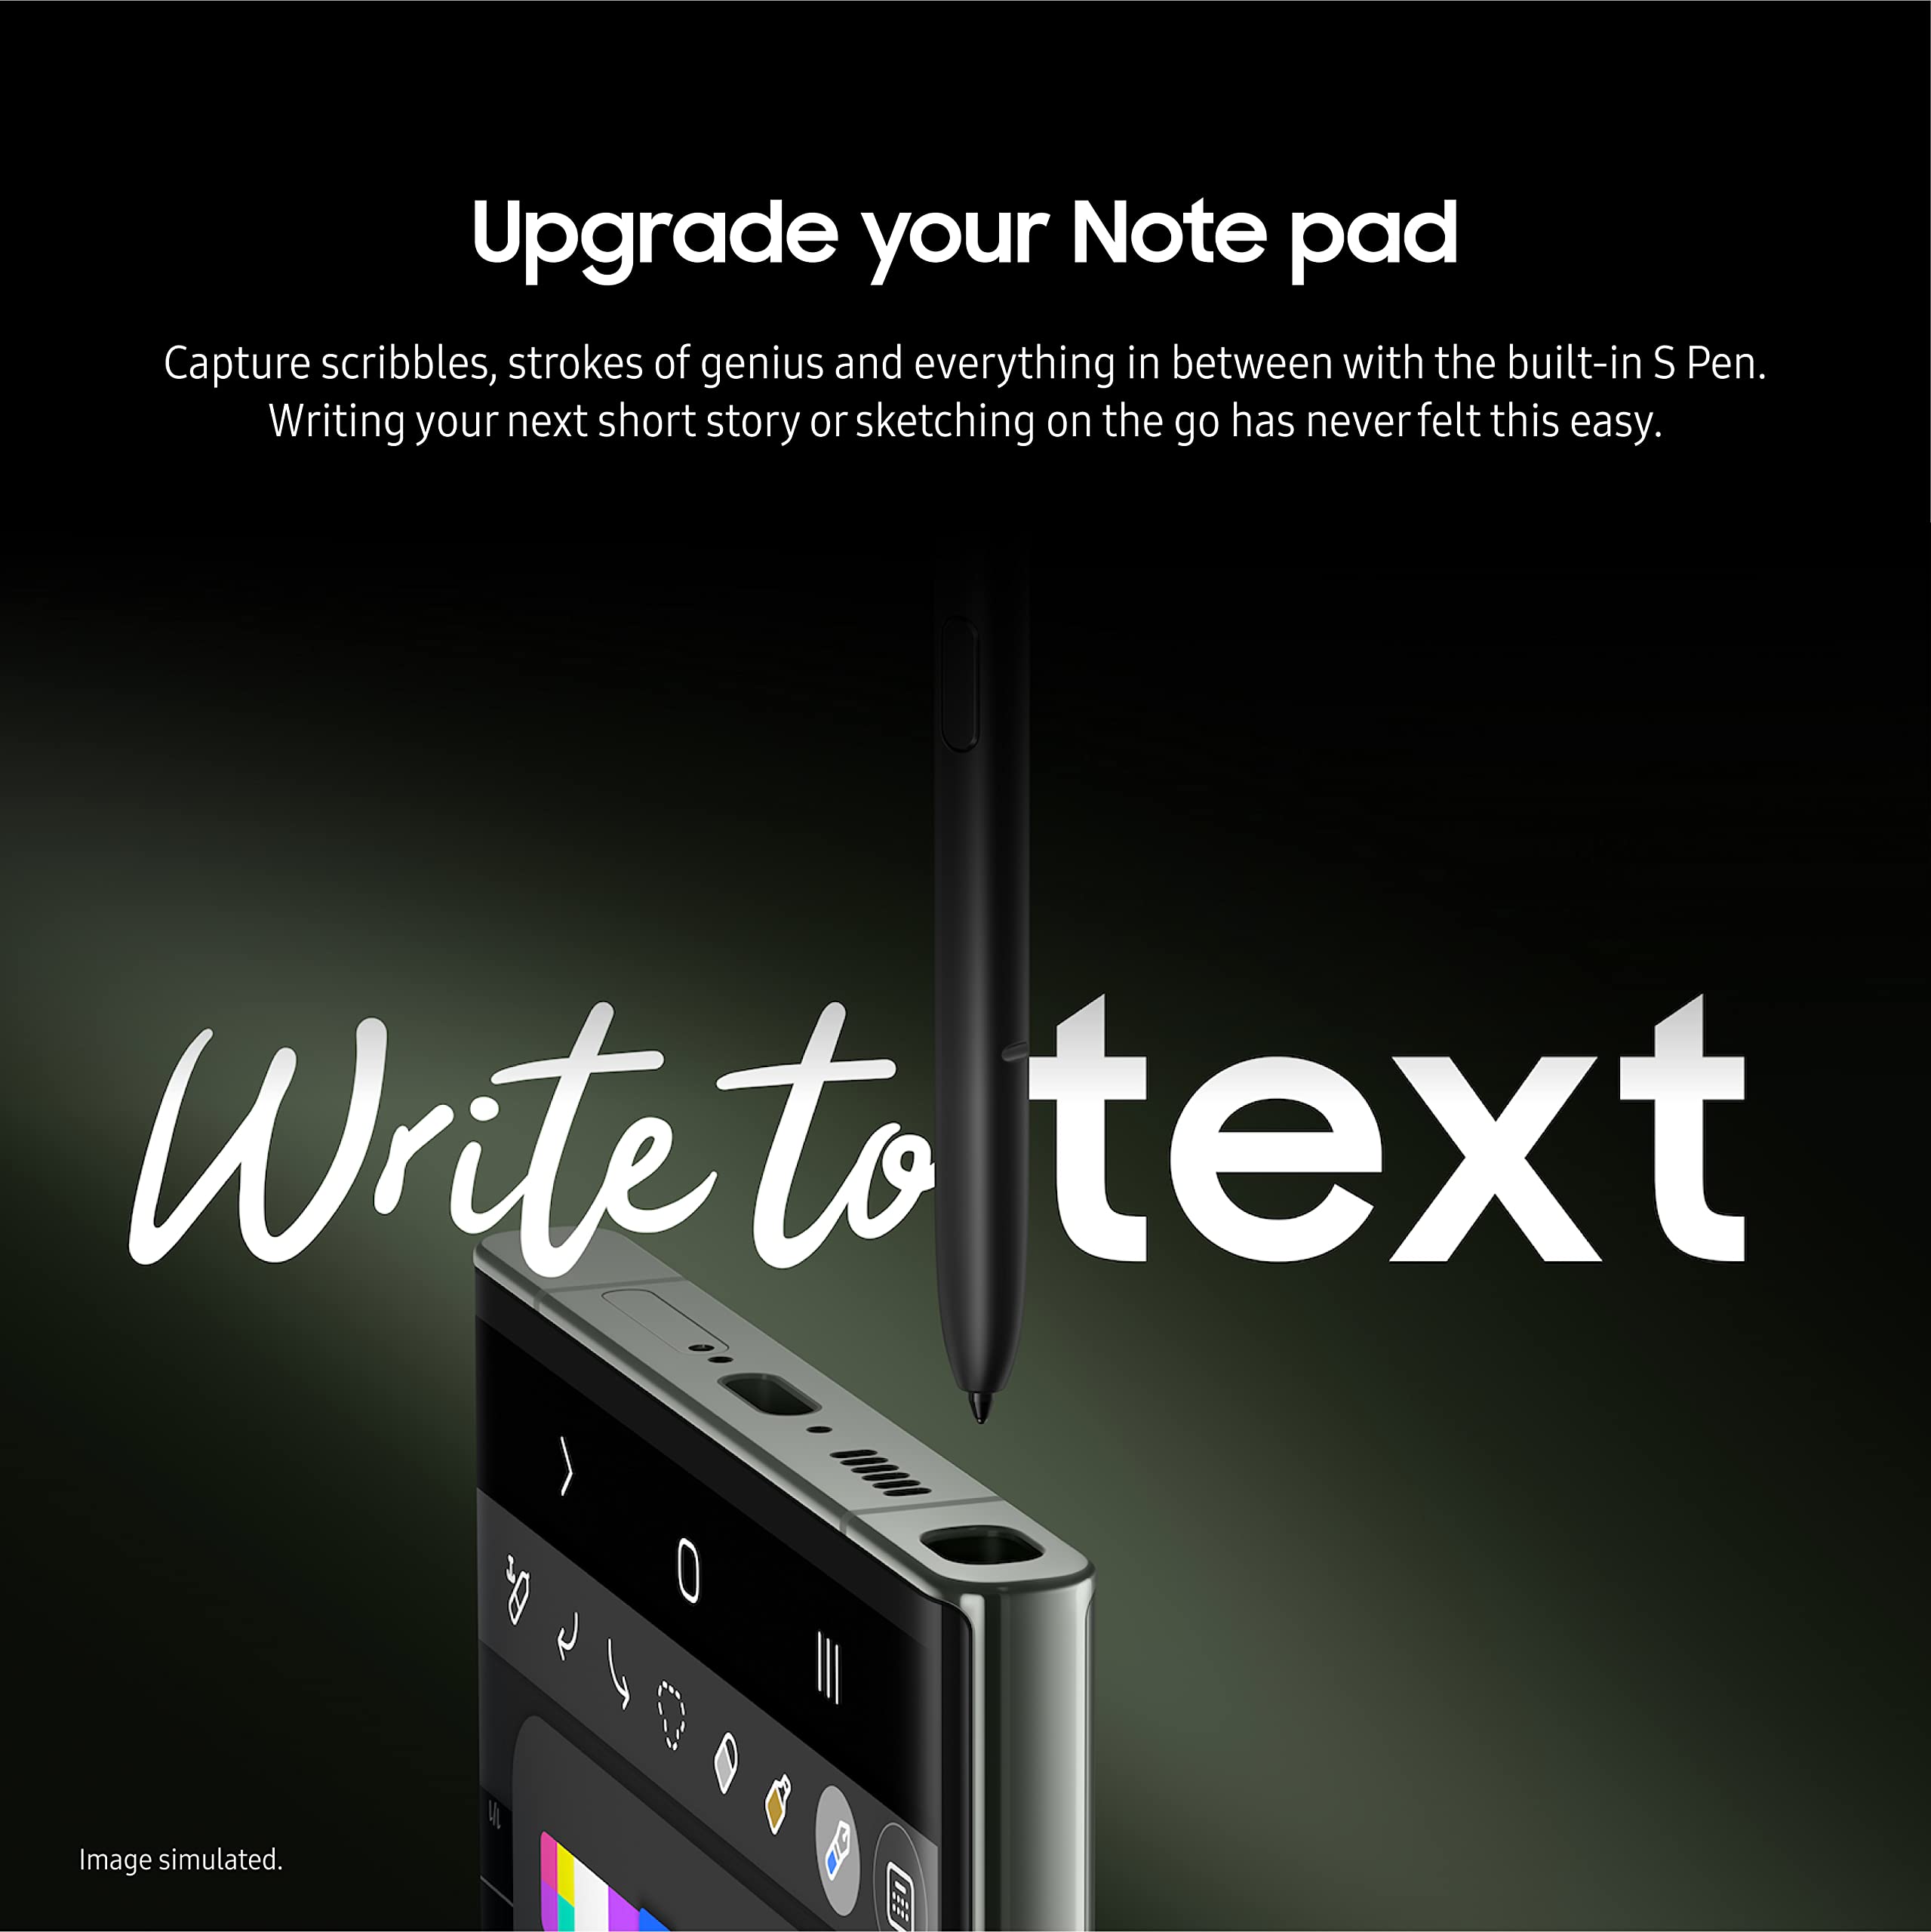 Upgrade your Note pad
Capture scribbles, strokes of genius and everything in between with the built-in S Pen.
Writing your next short story or sketching on the go has never felt this easy.
Write to text
1/1
Image simulated.